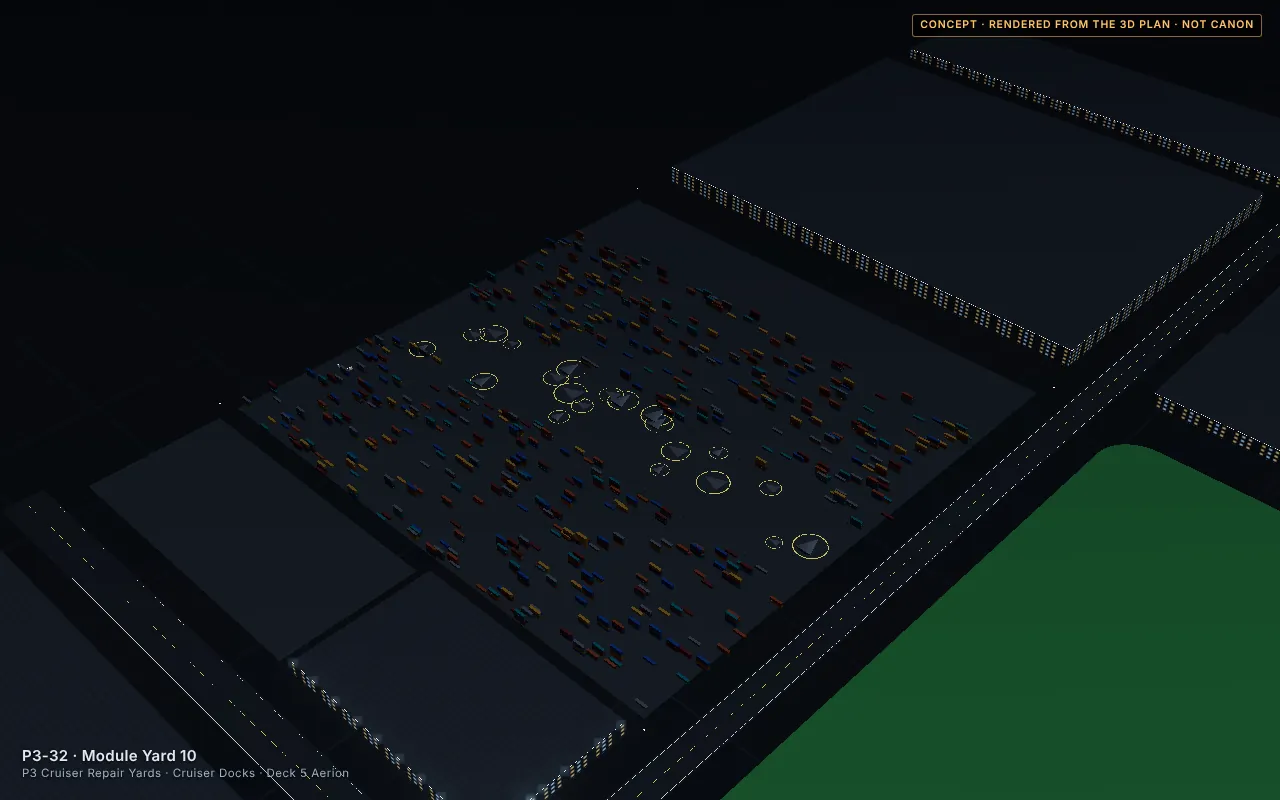 CONCEPT · RENDERED FROM THE 3D PLAN · NOT CANON
P3-32 · Module Yard 10
P3 Cruiser Repair Yards · Cruiser Docks · Deck 5 Aerion